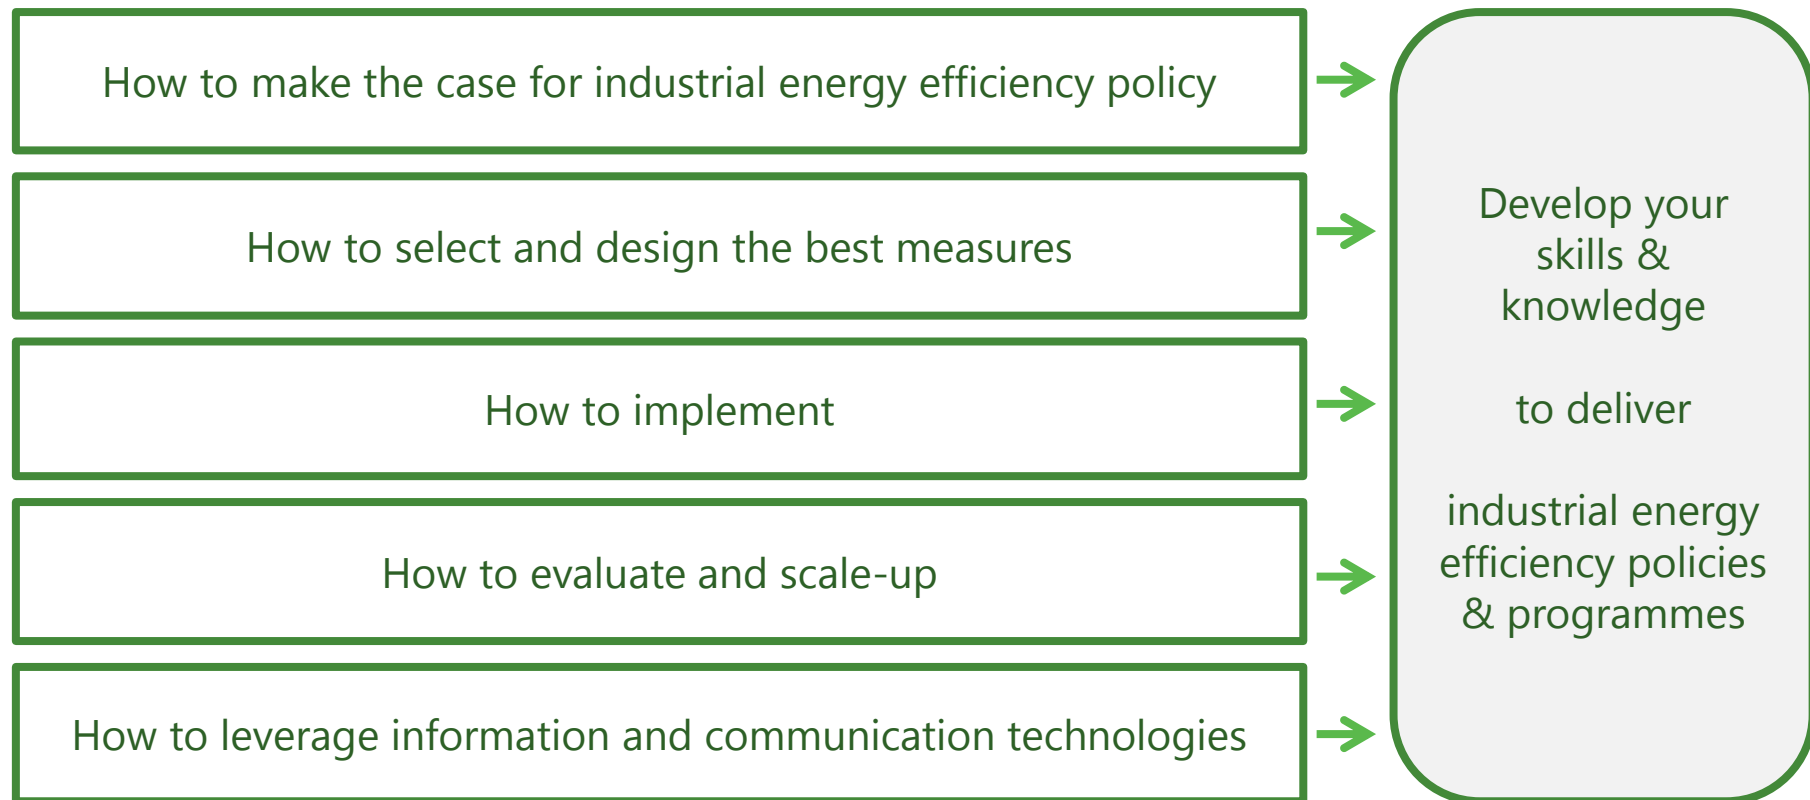 How to make the case for industrial energy efficiency policy
How to select and design the best measures
How to implement
How to evaluate and scale-up
How to leverage information and communication technologies
Develop your
skills &
knowledge
to deliver
industrial energy
efficiency policies
& programmes